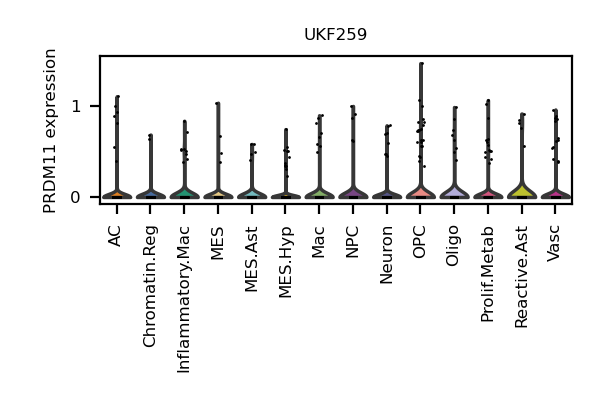 UKF259
PRDM11 expression
1
0
AC
Chromatin.Reg
Inflammatory.Mac
MES
MES.Ast
MES.Hyp
Mac
NPC
Neuron
OPC
Oligo
Prolif.Metab
Reactive.Ast
Vasc